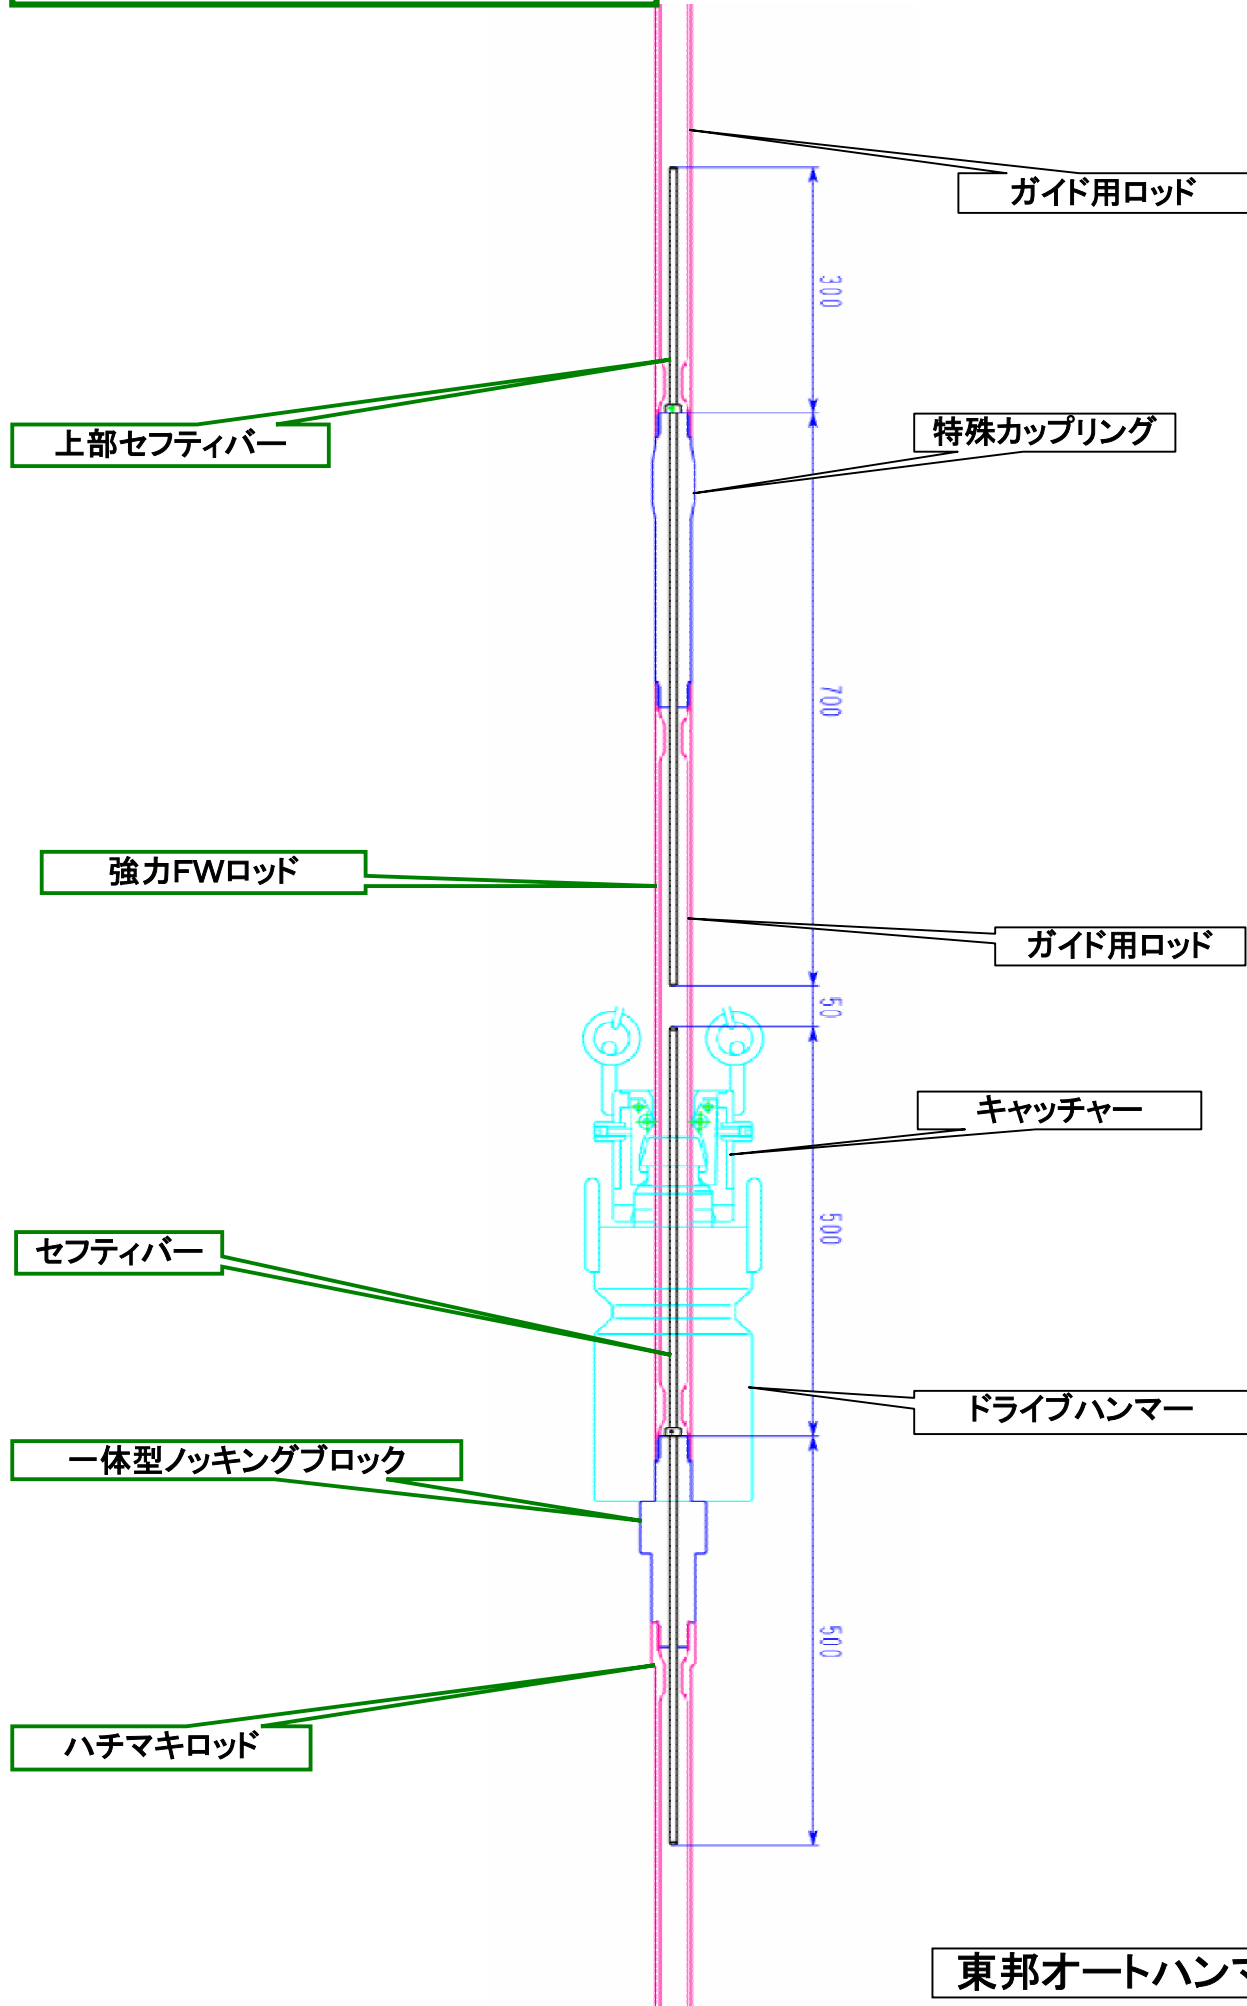 ガイド用ロッド
300
特殊カップリング
上部セフティバー
700
強力FWロッド
ガイド用ロッド
50
キャッチャー
500
セフティバー
ドライブハンマー
一体型ノッキングブロック
500
ハチマキロッド
東邦オートハンマ